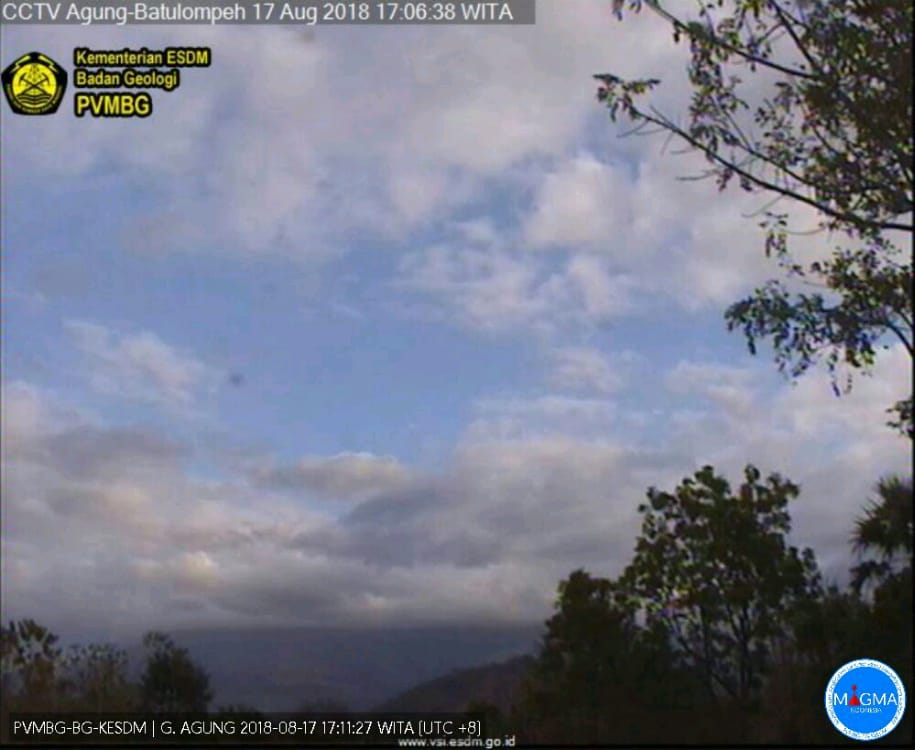 CCTV Agung-Batulompeh 17 Aug 2018 17:06:38 WITA
Kementerian ESDM
Badan Geologi
PVMBG
MAGMA
INDONESIA
PVMBG-BG-KESDM | G. AGUNG 2018-08-17 17:11:27 WITA (UTC +8)
www.vsi.esdm.go.id